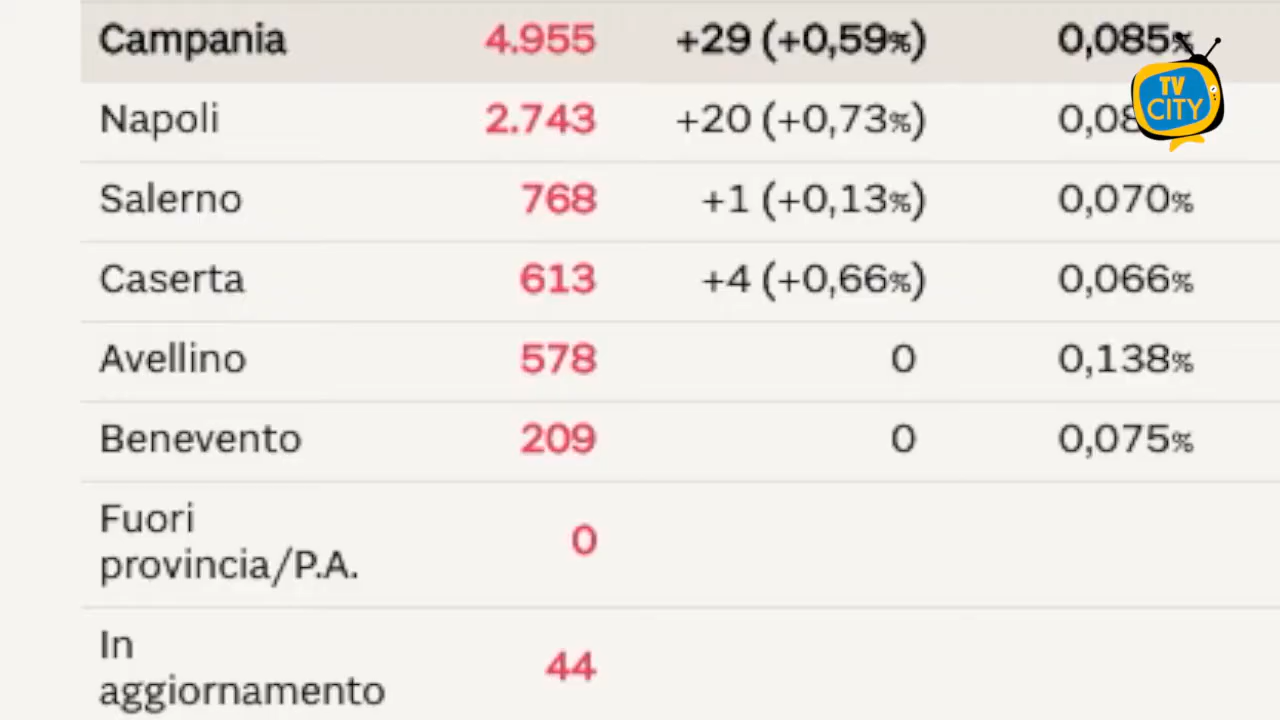 Campania 4.955 +29 (+0,59%) 0,085%
TV
CITY
Napoli 2.743 +20 (+0,73%)
Salerno 768 +1 (+0,13%) 0,070%
Caserta 613 +4 (+0,66%) 0,066%
Avellino 578 0 0,138%
Benevento 209 0 0,075%
Fuori
provincia/P.A. 0
In
aggiornamento 44